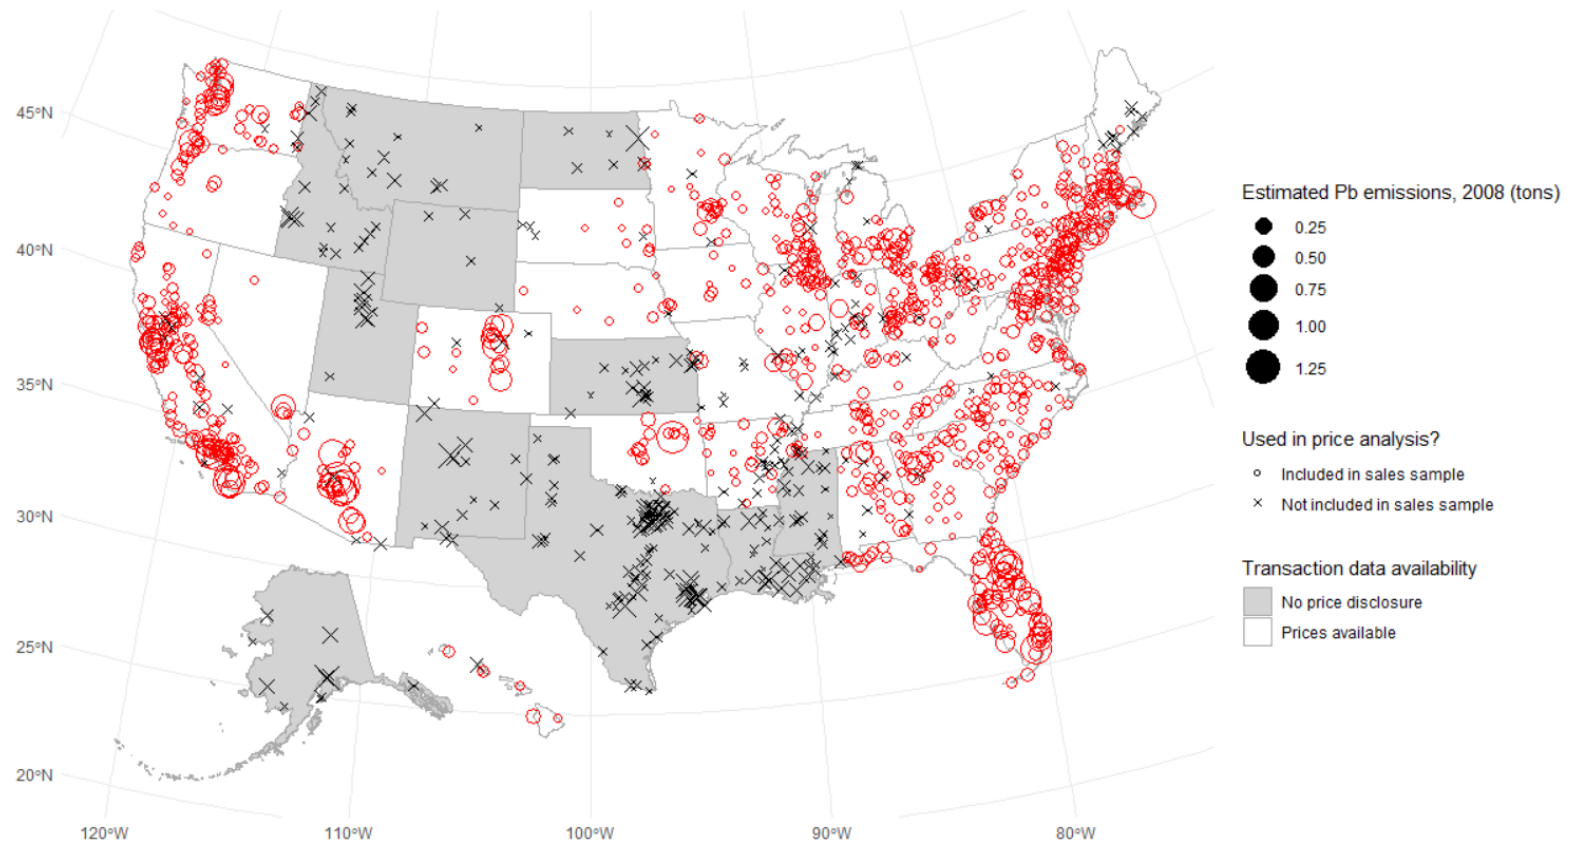 45°N
40°N
35°N
30°N
25°N
20°N
120°W
110°W
100°W
90°W
80°W
Estimated Pb emissions, 2008 (tons)
0.25
0.50
0.75
1.00
1.25
Used in price analysis?
Included in sales sample
Not included in sales sample
Transaction data availability
No price disclosure
Prices available